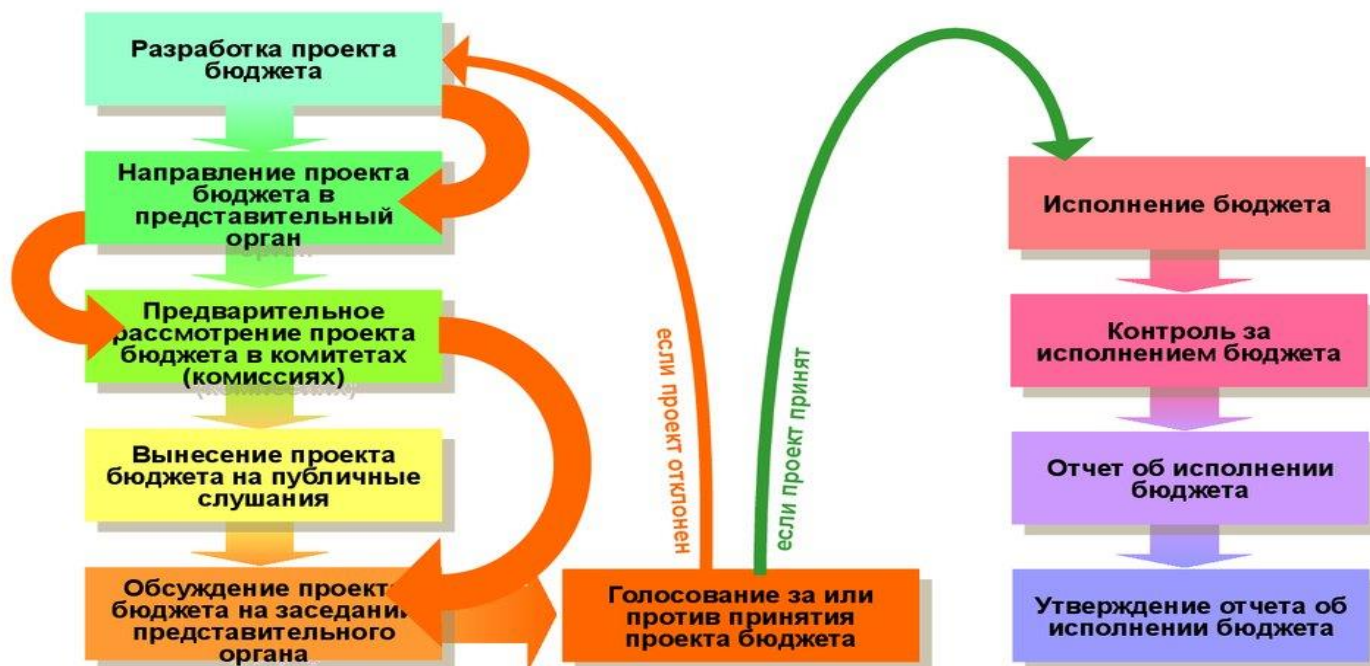 Разработка проекта
бюджета
Направление проекта
бюджета в
представительный
орган
Предварительное
рассмотрение проекта
бюджета в комитетах
(комиссиях)
Вынесение проекта
бюджета на публичные
слушания
Обсуждение проекта
бюджета на заседании
представительного
органа
если проект отклонен
если проект принят
Голосование за или
против принятия
проекта бюджета
Исполнение бюджета
Контроль за
исполнением бюджета
Отчет об исполнении
бюджета
Утверждение отчета об
исполнении бюджета